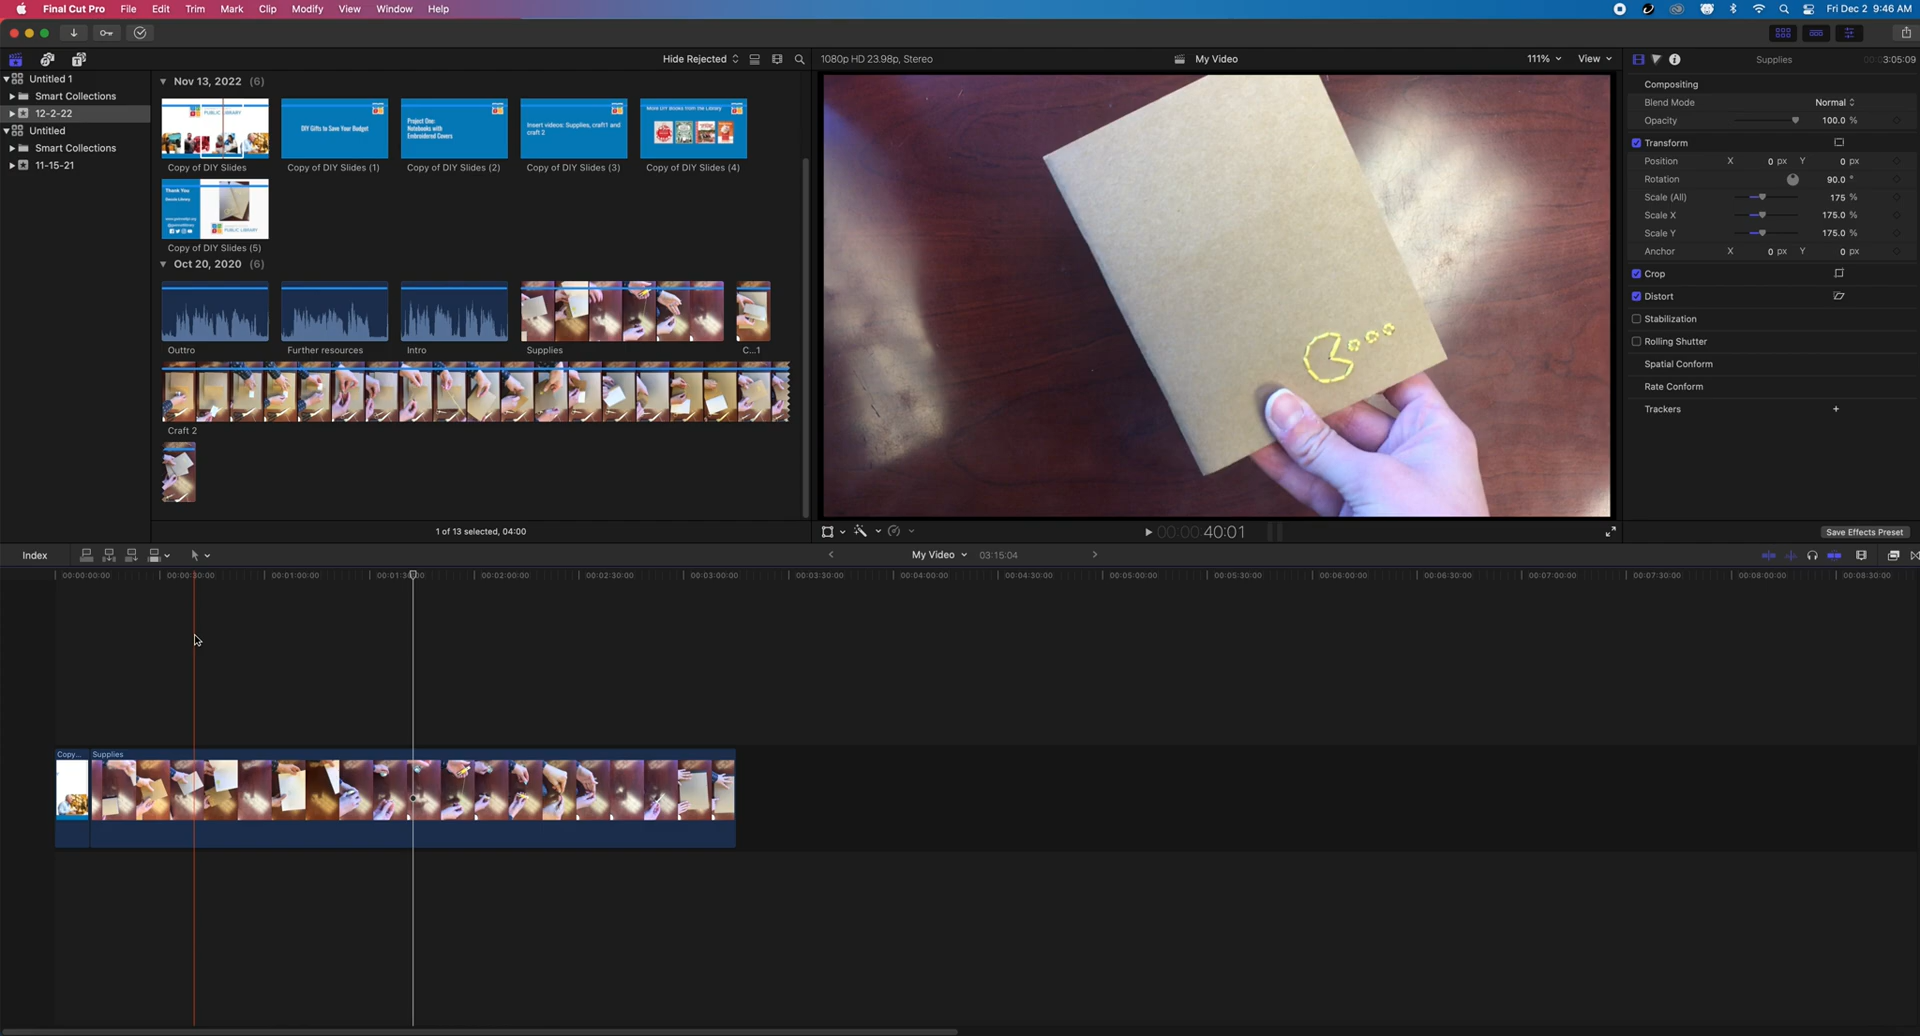 Final Cut Pro File Edit Trim Mark Clip Modify View Window Help
Fri Dec 2 9:46 AM
Hide Rejected
1080p HD 23.98p, Stereo
My Video
111% View
Supplies
3:05:09
Untitled 1
Smart Collections
12-2-22
Untitled
Smart Collections
11-15-21
Nov 13, 2022 (6)
PUBLIC LIBRARY
DIY Gifts to Save Your Budget
Project One:
Notebooks with
Embroidered Covers
Insert videos: Supplies, craft1 and
craft 2
More DIY Books from the Library
Copy of DIY Slides
Copy of DIY Slides (1)
Copy of DIY Slides (2)
Copy of DIY Slides (3)
Copy of DIY Slides (4)
Thank You
PUBLIC LIBRARY
Copy of DIY Slides (5)
Oct 20, 2020 (6)
Outtro
Further resources
Intro
Supplies
C...1
Craft 2
1 of 13 selected, 04:00
00:00:00:40:01
Compositing
Blend Mode Normal
Opacity 100.0 %
Transform
Position X 0 px Y 0 px
Rotation 90.0 °
Scale (All) 175 %
Scale X 175.0 %
Scale Y 175.0 %
Anchor X 0 px Y 0 px
Crop
Distort
Stabilization
Rolling Shutter
Spatial Conform
Rate Conform
Trackers +
Save Effects Preset
Index
My Video 03:15:04
00:00:00:00 00:00:30:00 00:01:00:00 00:01:30:00 00:02:00:00 00:02:30:00 00:03:00:00 00:03:30:00 00:04:00:00 00:04:30:00 00:05:00:00 00:05:30:00 00:06:00:00 00:06:30:00 00:07:00:00 00:07:30:00 00:08:00:00 00:08:30:00
Copy... Supplies